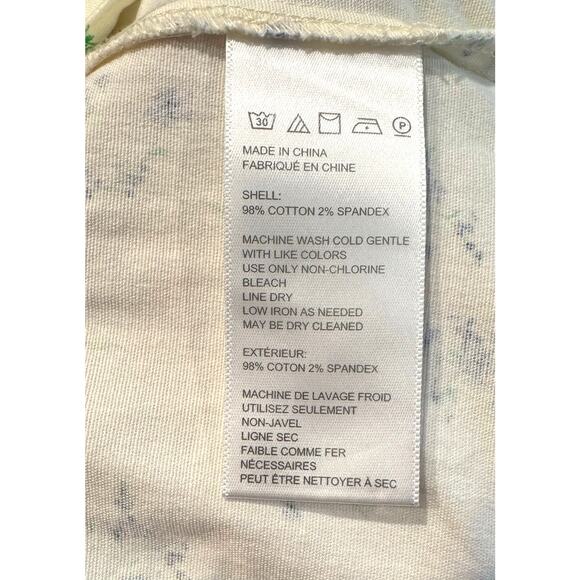 30
P
MADE IN CHINA
FABRIQUÉ EN CHINE
SHELL:
98% COTTON 2% SPANDEX
MACHINE WASH COLD GENTLE
WITH LIKE COLORS
USE ONLY NON-CHLORINE
BLEACH
LINE DRY
LOW IRON AS NEEDED
MAY BE DRY CLEANED
EXTÉRIEUR:
98% COTON 2% SPANDEX
MACHINE DE LAVAGE FROID
UTILISEZ SEULEMENT
NON-JAVEL
LIGNE SEC
FAIBLE COMME FER
NÉCESSAIRES
PEUT ÊTRE NETTOYER À SEC